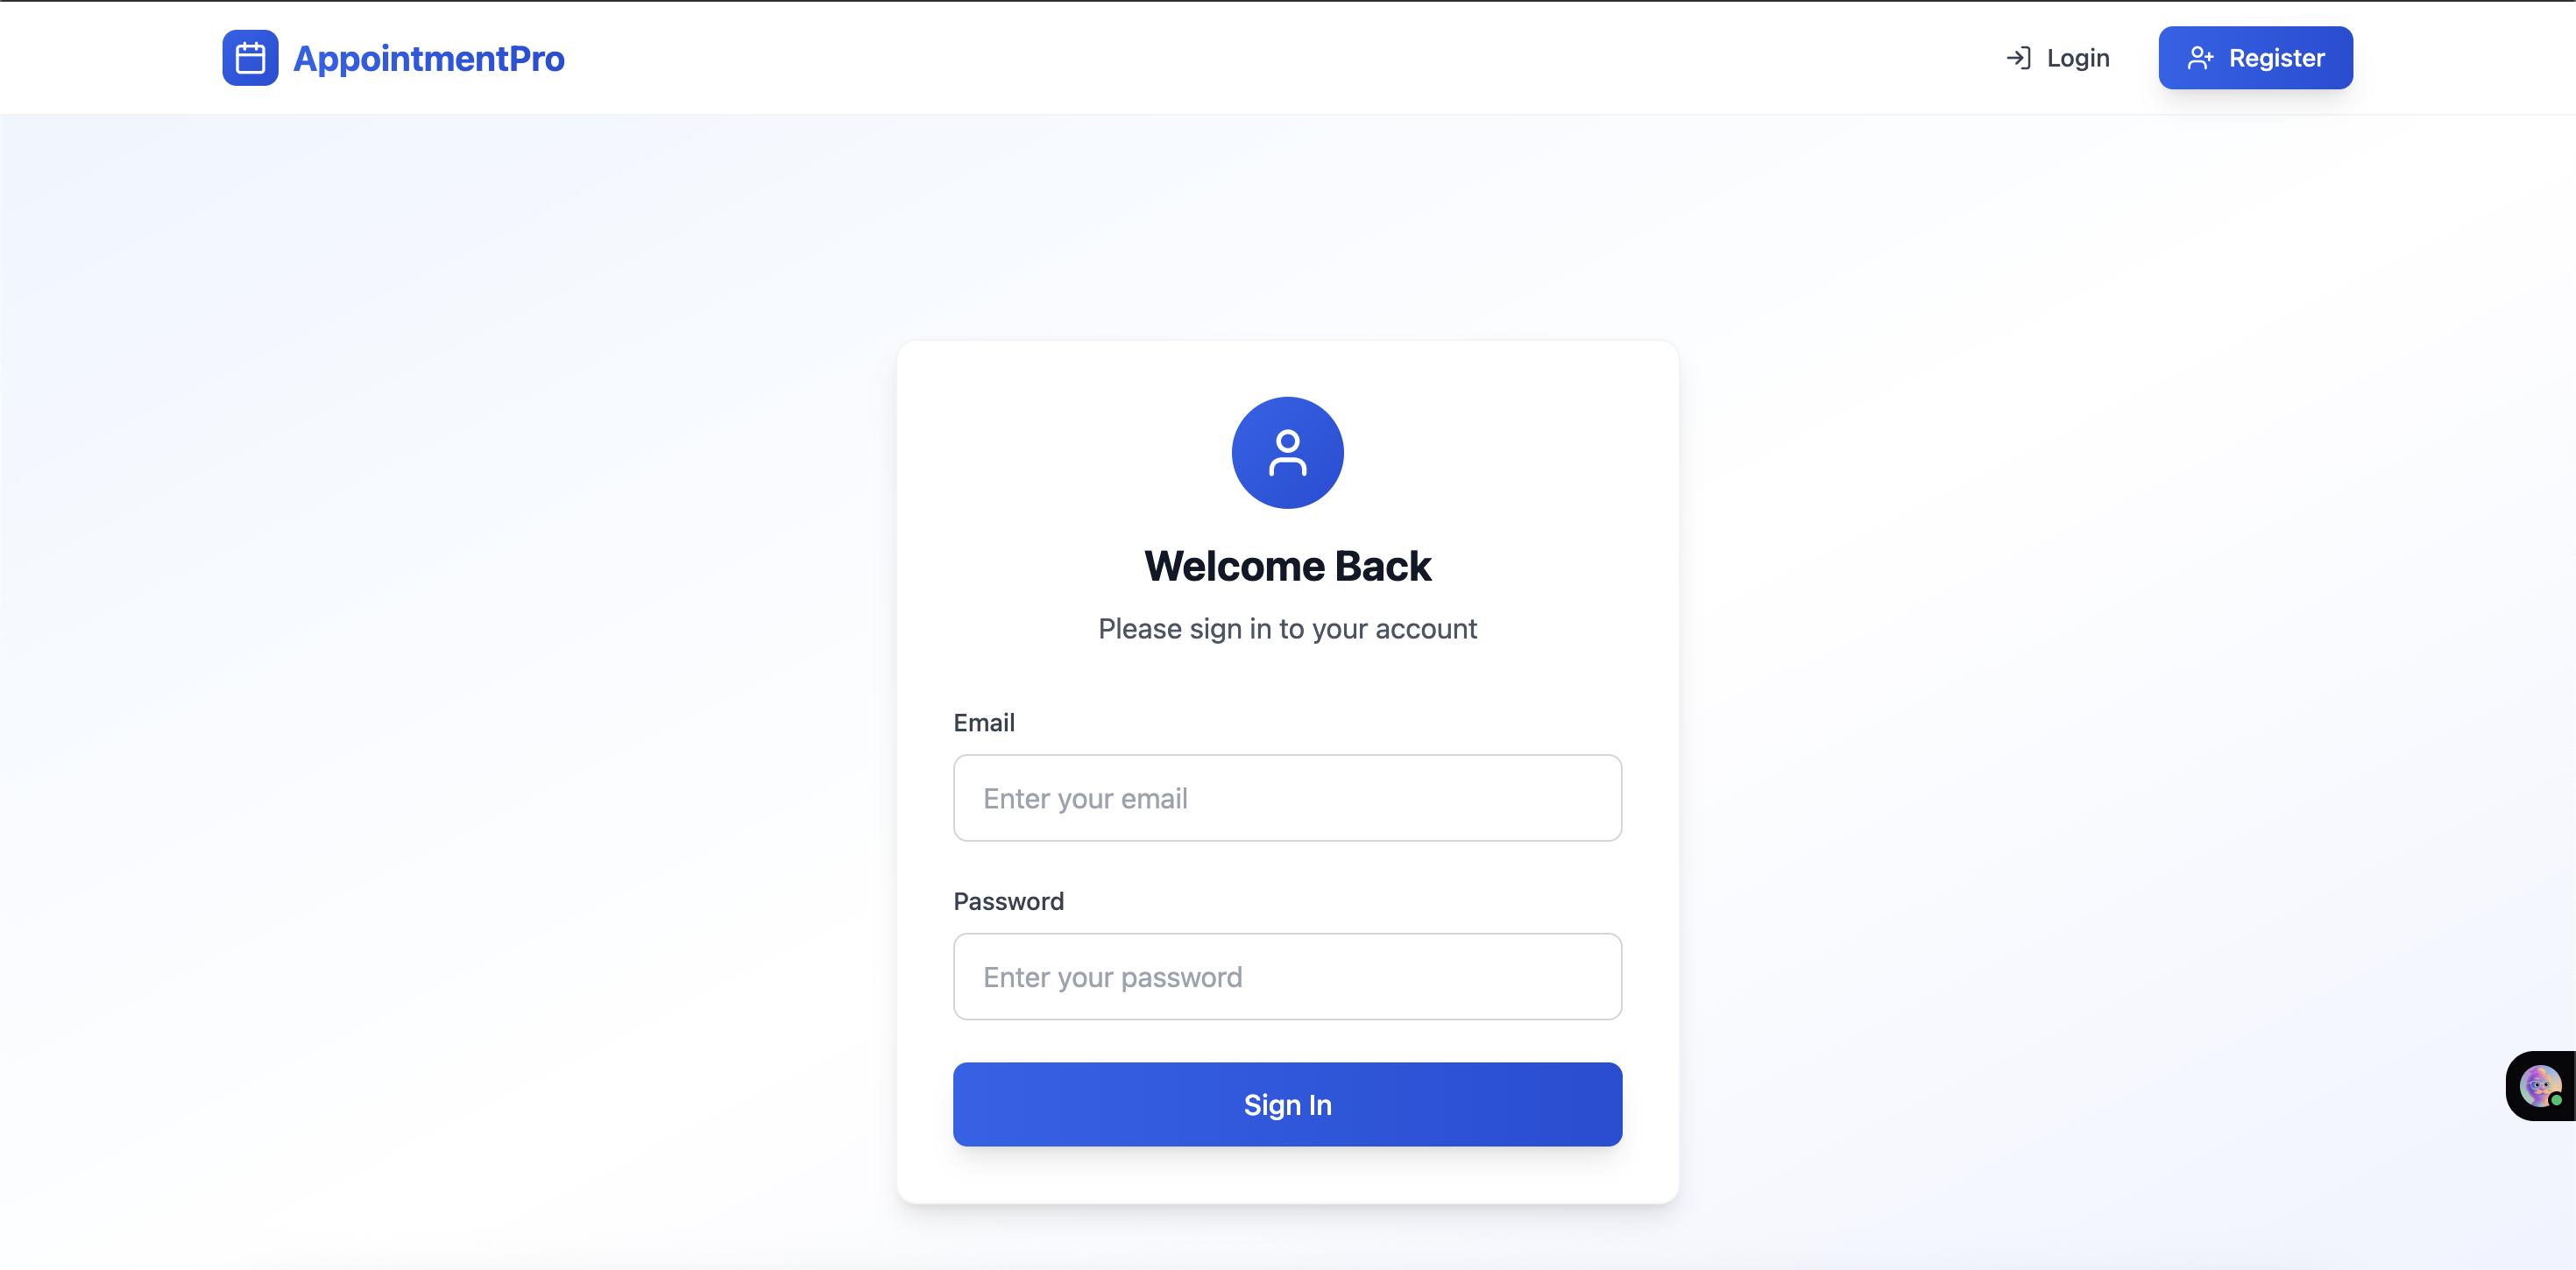 AppointmentPro
Login
Register
Welcome Back
Please sign in to your account
Email
Enter your email
Password
Enter your password
Sign In